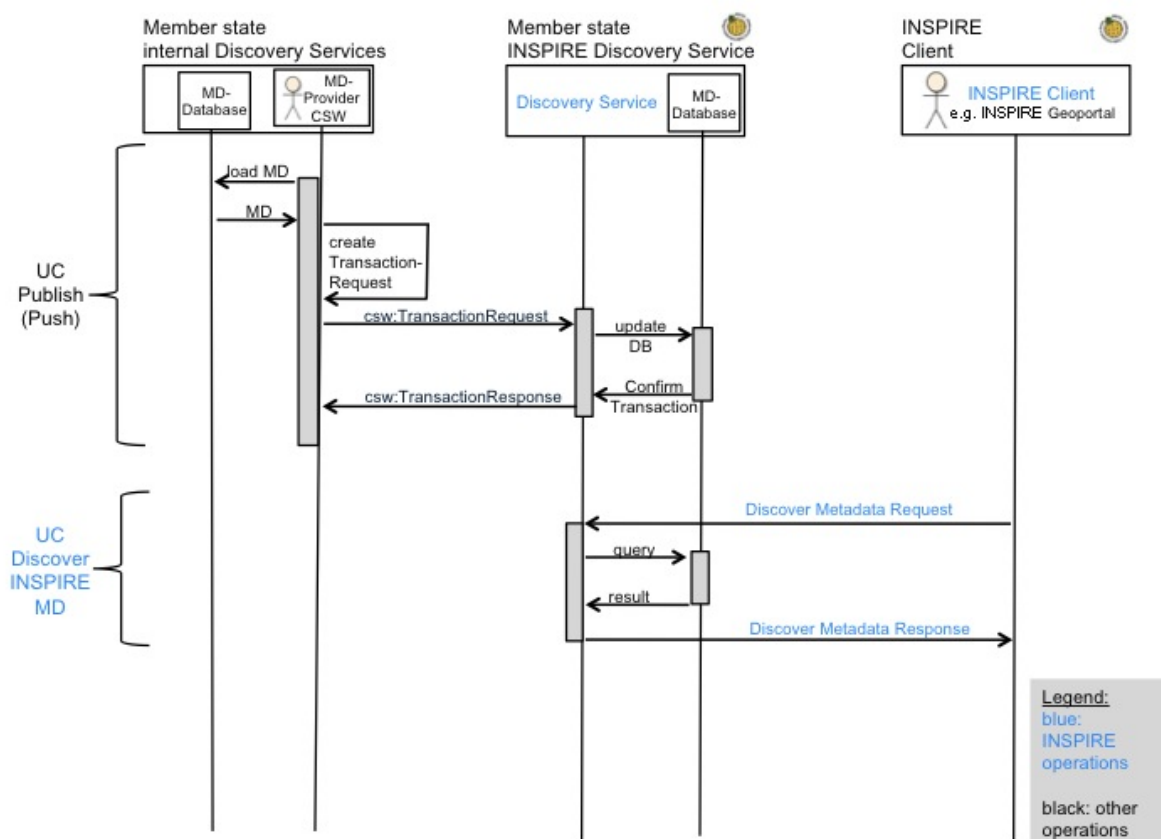 Member state
internal Discovery Services
Member state
INSPIRE Discovery Service
INSPIRE
Client
MD-
Database
MD-
Provider
CSW
Discovery Service
MD-
Database
INSPIRE Client
e.g. INSPIRE Geoportal
load MD
MD
create
Transaction-
Request
UC
Publish
(Push)
csw:TransactionRequest
update
DB
Confirm
Transaction
csw:TransactionResponse
Discover Metadata Request
UC
Discover
INSPIRE
MD
query
result
Discover Metadata Response
Legend:
blue:
INSPIRE
operations
black: other
operations